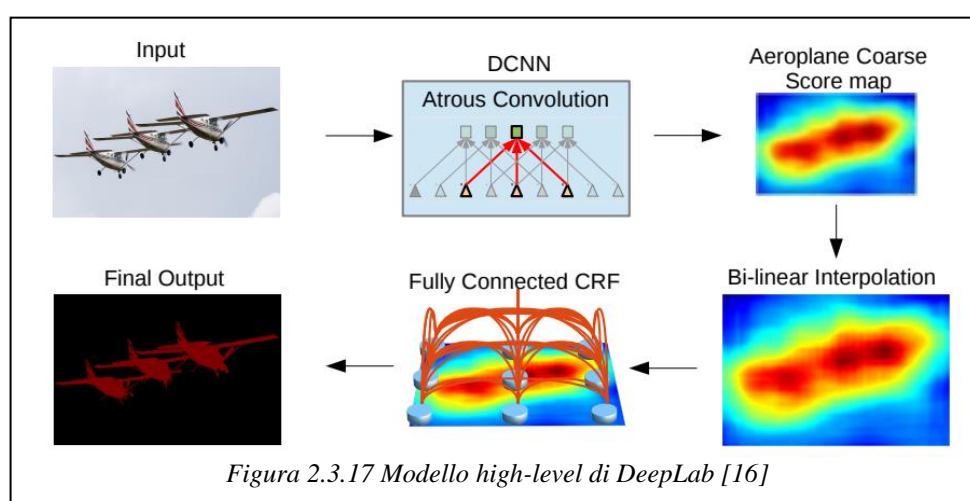 Input
DCNN
Atrous Convolution
Aeroplane Coarse
Score map
Final Output
Fully Connected CRF
Bi-linear Interpolation
Figura 2.3.17 Modello high-level di DeepLab [16]